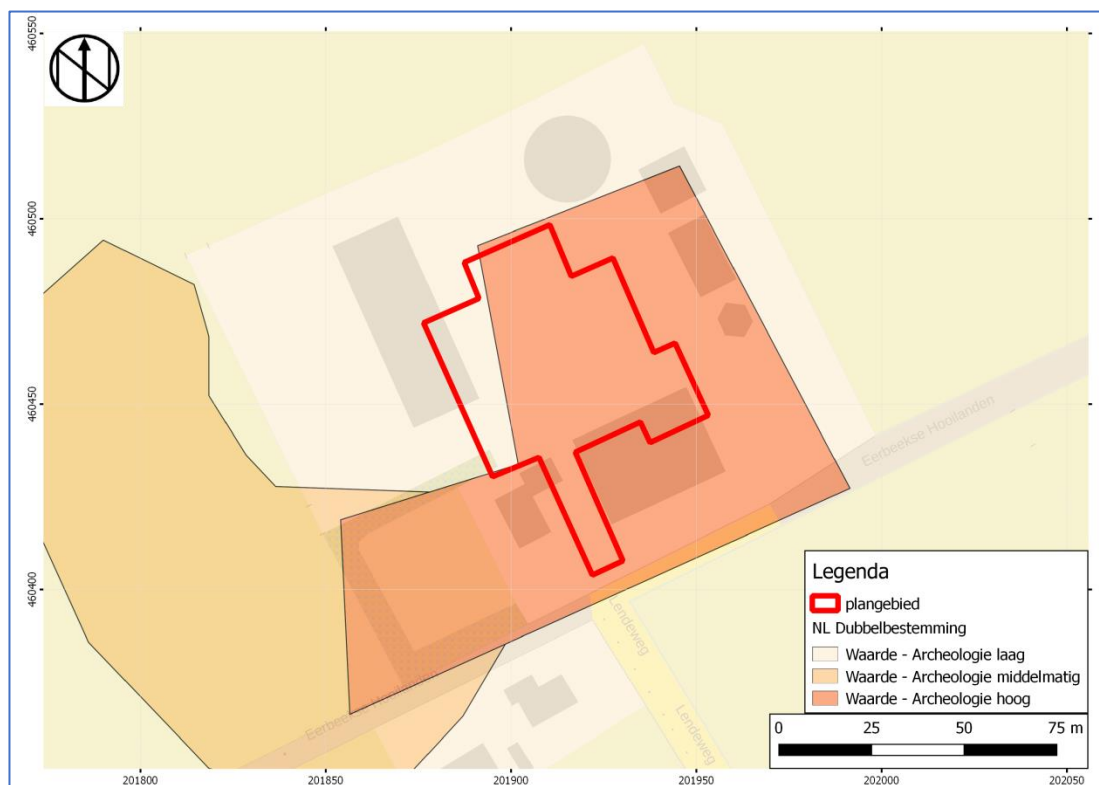 460550
460500
460450
460400
Eerbeekse Hooilanden
Eerbeekse Hooilanden
Lendeweg
Lendeweg
Legenda
plangebied
NL Dubbelbestemming
Waarde - Archeologie laag
Waarde - Archeologie middelmatig
Waarde - Archeologie hoog
0 25 50 75 m
201800 201850 201900 201950 202000 202050